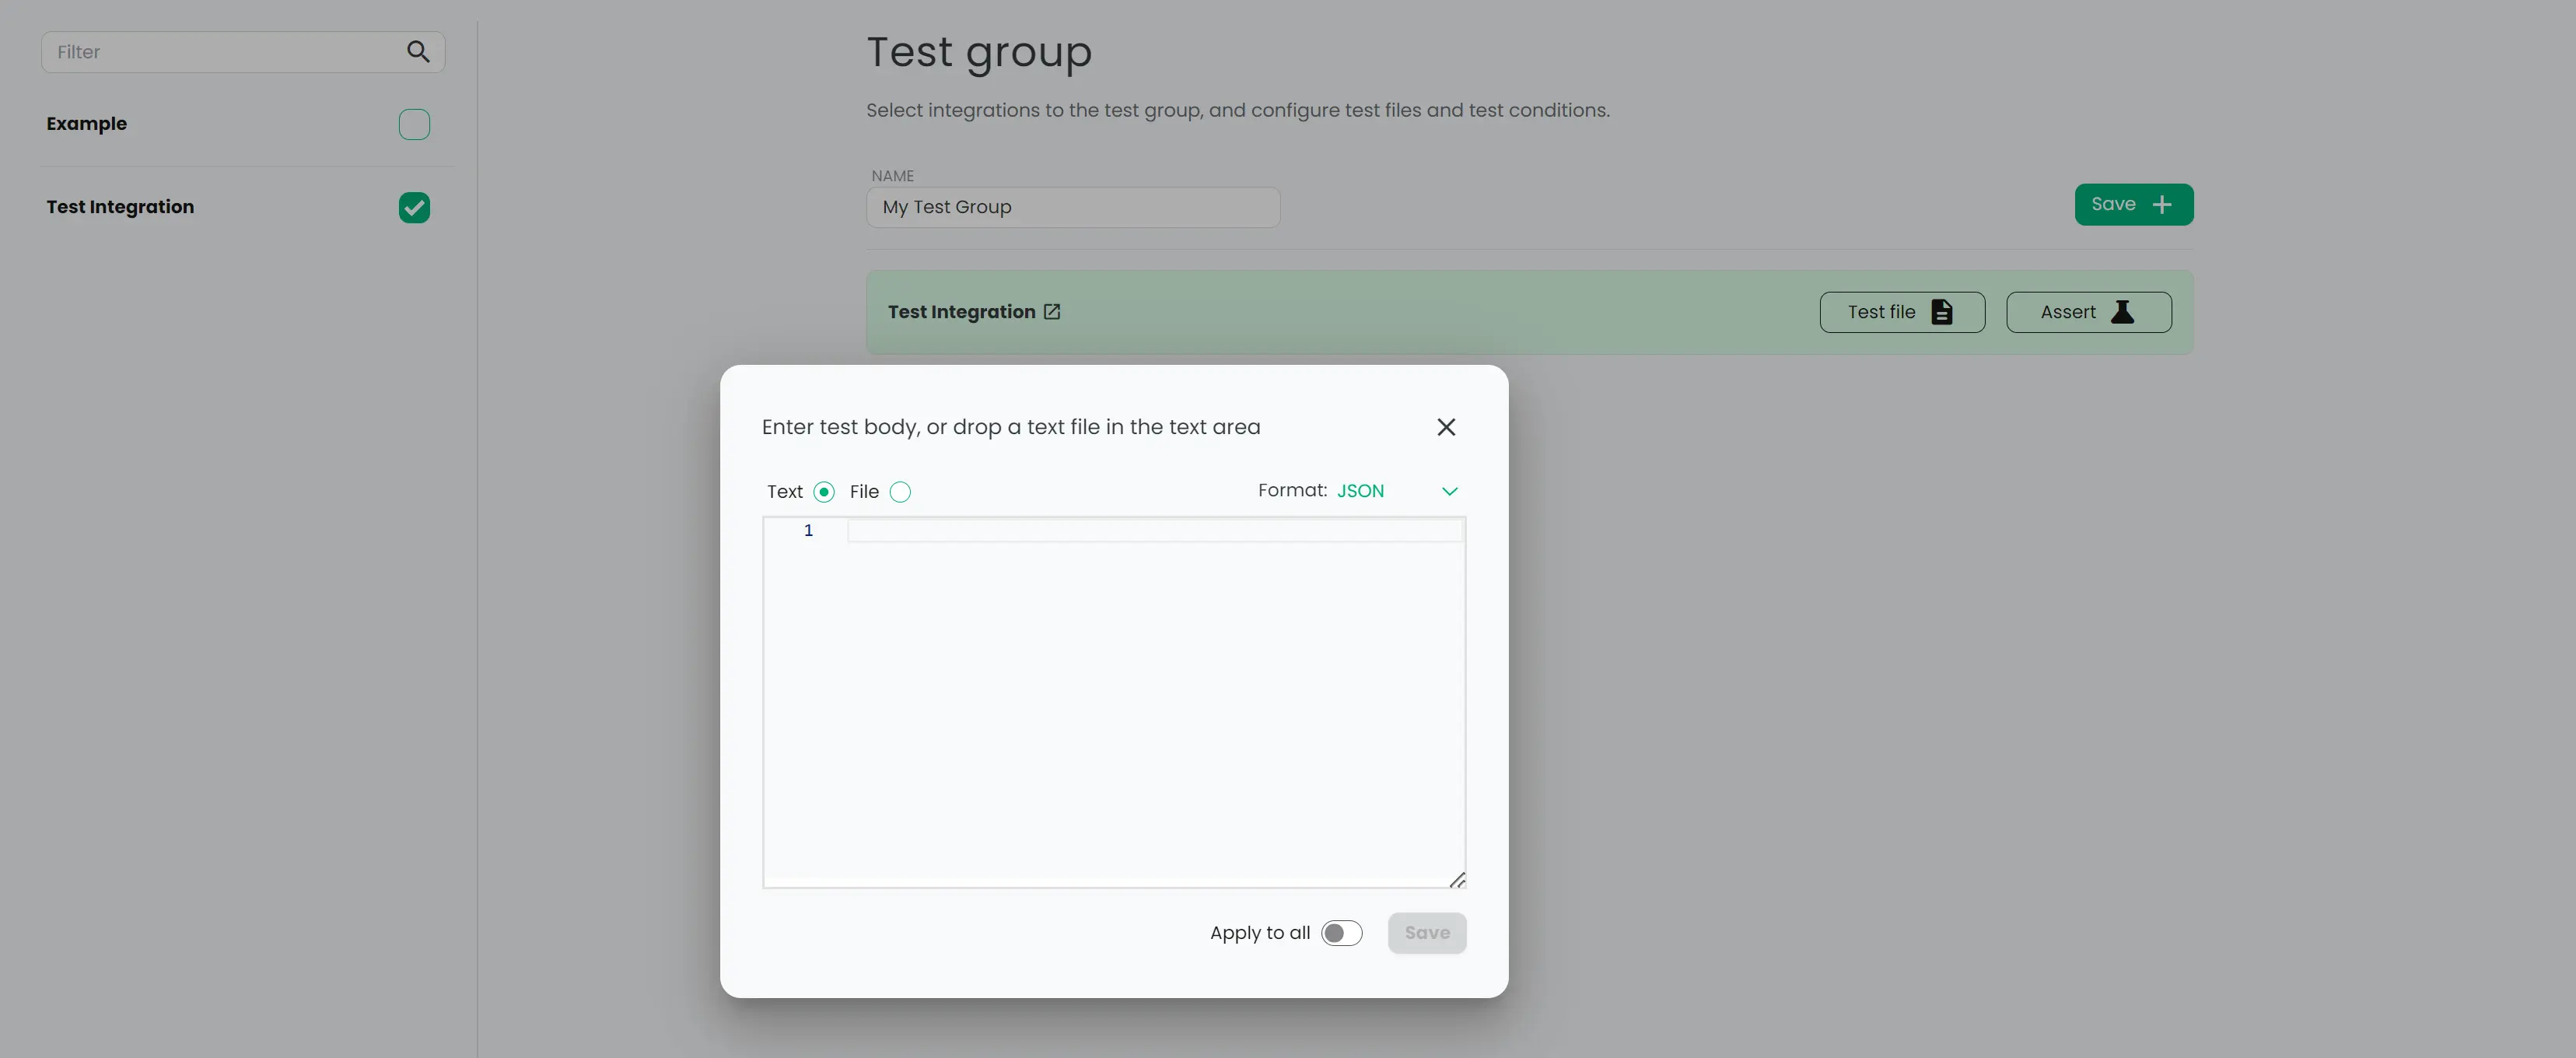 Filter
Example
Test Integration
Test group
Select integrations to the test group, and configure test files and test conditions.
NAME
My Test Group
Save
Test Integration
Test file
Assert
Enter test body, or drop a text file in the text area
Text File Format: JSON
1
Apply to all Save